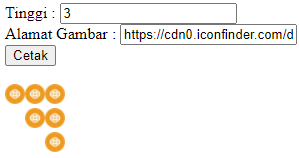 Tinggi : 3
Alamat Gambar : https://cdn0.iconfinder.com/d
Cetak